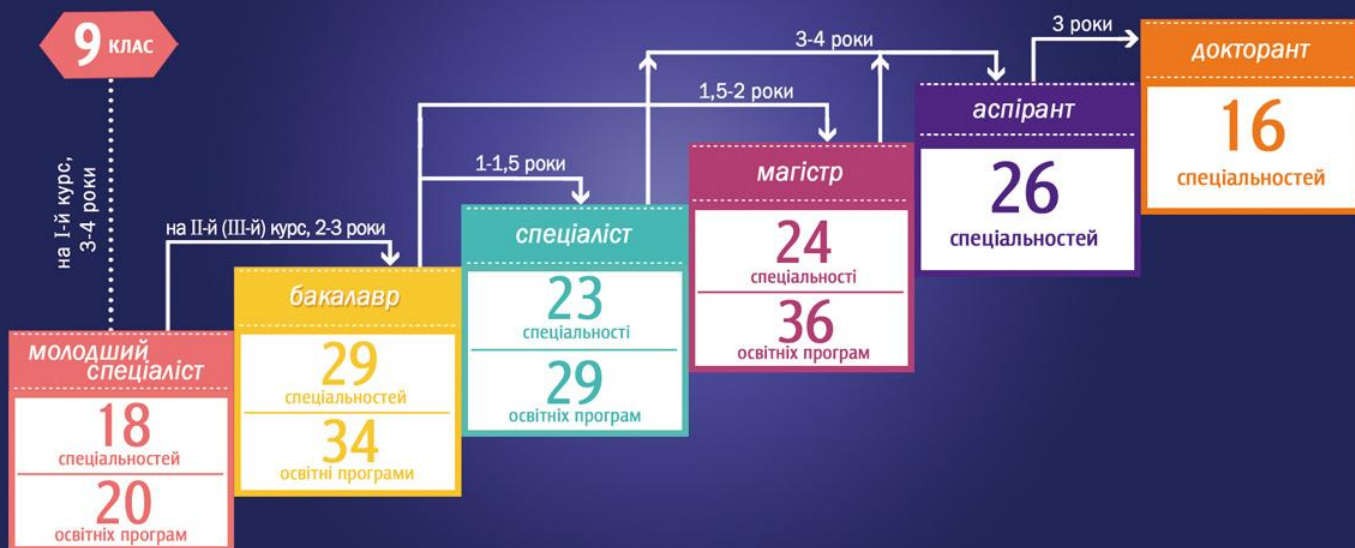 9 КЛАС
на I-й курс,
3-4 роки
молодший
спеціаліст
18
спеціальностей
20
освітніх програм
на II-й (III-й) курс, 2-3 роки
бакалавр
29
спеціальностей
34
освітні програми
1-1,5 роки
спеціаліст
23
спеціальності
29
освітніх програм
1,5-2 роки
магістр
24
спеціальності
36
освітніх програм
3-4 роки
аспірант
26
спеціальностей
3 роки
докторант
16
спеціальностей